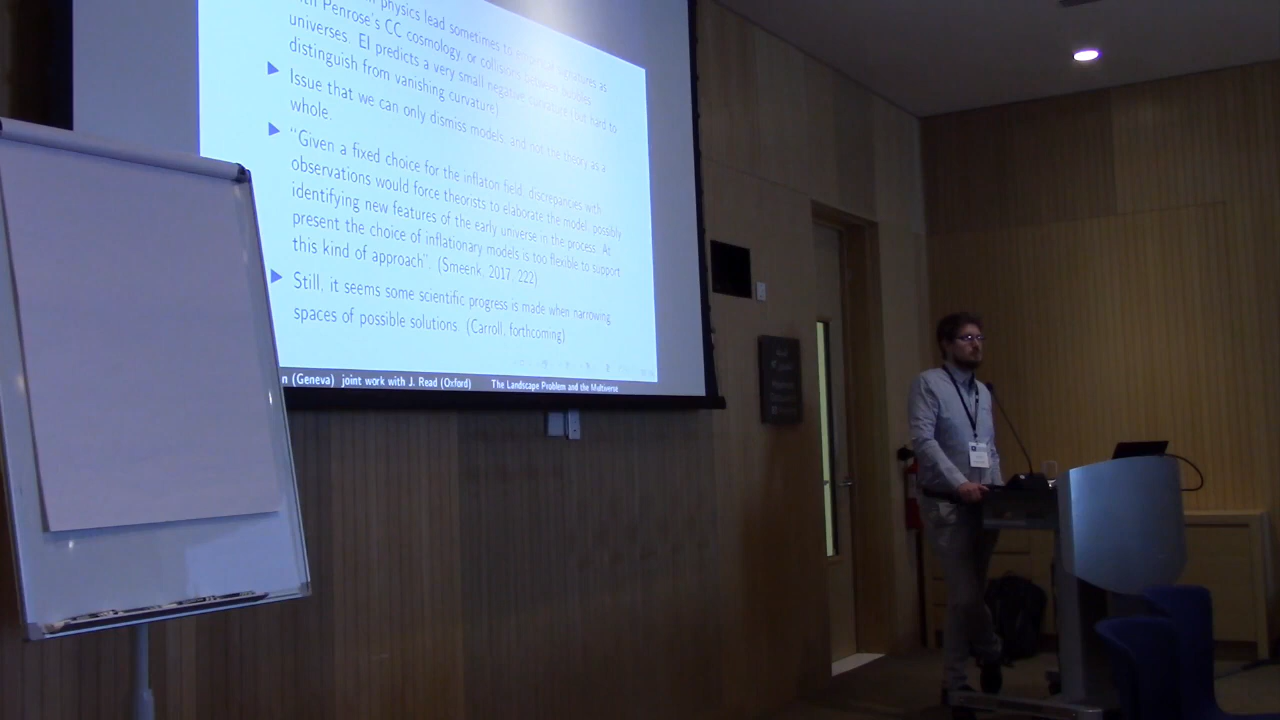 physics lead sometimes to empirical signatures as
with Penrose's CC cosmology, or collisions between bubbles
universes. EI predicts a very small negative curvature (but hard to
distinguish from vanishing curvature)
Issue that we can only dismiss models, and not the theory as a
whole.
"Given a fixed choice for the inflaton field, discrepancies with
observations would force theorists to elaborate the model, possibly
identifying new features of the early universe in the process. At
present the choice of inflationary models is too flexible to support
this kind of approach". (Smeenk, 2017, 222)
Still, it seems some scientific progress is made when narrowing
spaces of possible solutions. (Carroll, forthcoming)
n (Geneva) joint work with J. Read (Oxford) The Landscape Problem and the Multiverse